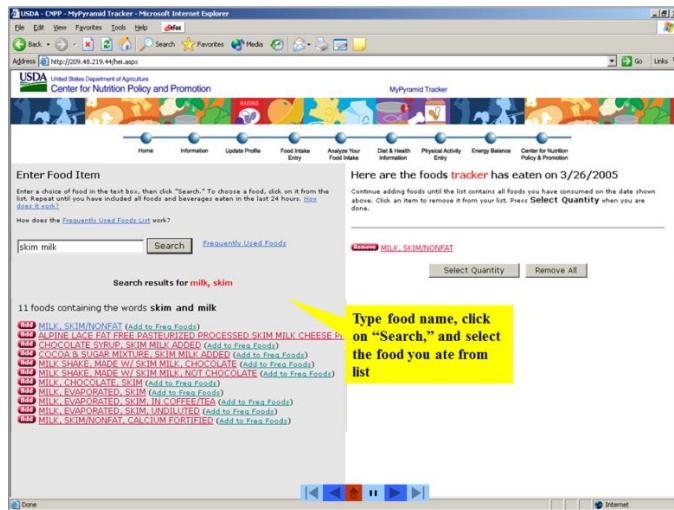 USDA - CNPP - MyPyramid Tracker - Microsoft Internet Explorer
File Edit View Favorites Tools Help
Back Search Favorites Media
Address http://209.48.219.44/hei.aspx Go Links
USDA United States Department of Agriculture
Center for Nutrition Policy and Promotion
MyPyramid Tracker
RAISINS
Home Information Update Profile Food Intake Entry Analyze Your Food Intake Diet & Health Information Physical Activity Entry Energy Balance Center for Nutrition Policy & Promotion
Enter Food Item
Enter a choice of food in the text box, then click "Search." To choose a food, click on it from the
list. Repeat until you have included all foods and beverages eaten in the last 24 hours. How
does it work?
How does the Frequently Used Foods List work?
skim milk Search Frequently Used Foods
Search results for milk, skim
11 foods containing the words skim and milk
Add MILK, SKIM/NONFAT (Add to Freq Foods)
Add ALPINE LACE FAT FREE PASTEURIZED PROCESSED SKIM MILK CHEESE
Add CHOCOLATE SYRUP, SKIM MILK ADDED (Add to Freq Foods)
Add COCOA & SUGAR MIXTURE, SKIM MILK ADDED (Add to Freq Foods)
Add MILK SHAKE, MADE W/ SKIM MILK, CHOCOLATE (Add to Freq Foods)
Add MILK SHAKE, MADE W/ SKIM MILK, NOT CHOCOLATE (Add to Freq Foods)
Add MILK, CHOCOLATE, SKIM (Add to Freq Foods)
Add MILK, EVAPORATED, SKIM (Add to Freq Foods)
Add MILK, EVAPORATED, SKIM, IN COFFEE/TEA (Add to Freq Foods)
Add MILK, EVAPORATED, SKIM, UNDILUTED (Add to Freq Foods)
Add MILK, SKIM/NONFAT, CALCIUM FORTIFIED (Add to Freq Foods)
Here are the foods tracker has eaten on 3/26/2005
Continue adding foods until the list contains all foods you have consumed on the date shown
above. Click an item to remove it from your list. Press Select Quantity when you are
done.
Remove MILK, SKIM/NONFAT
Select Quantity Remove All
Type food name, click
on “Search,” and select
the food you ate from
list
Done Internet